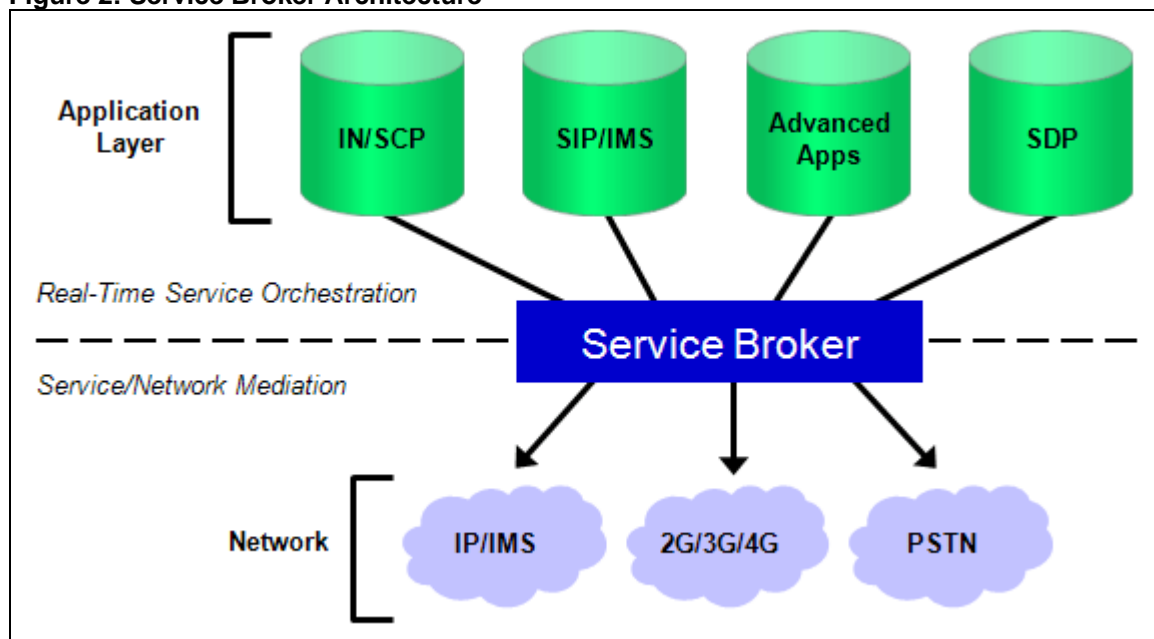 Figure 2: Service Broker Architecture
Application
Layer
IN/SCP
SIP/IMS
Advanced
Apps
SDP
Real-Time Service Orchestration
Service Broker
Service/Network Mediation
Network
IP/IMS
2G/3G/4G
PSTN